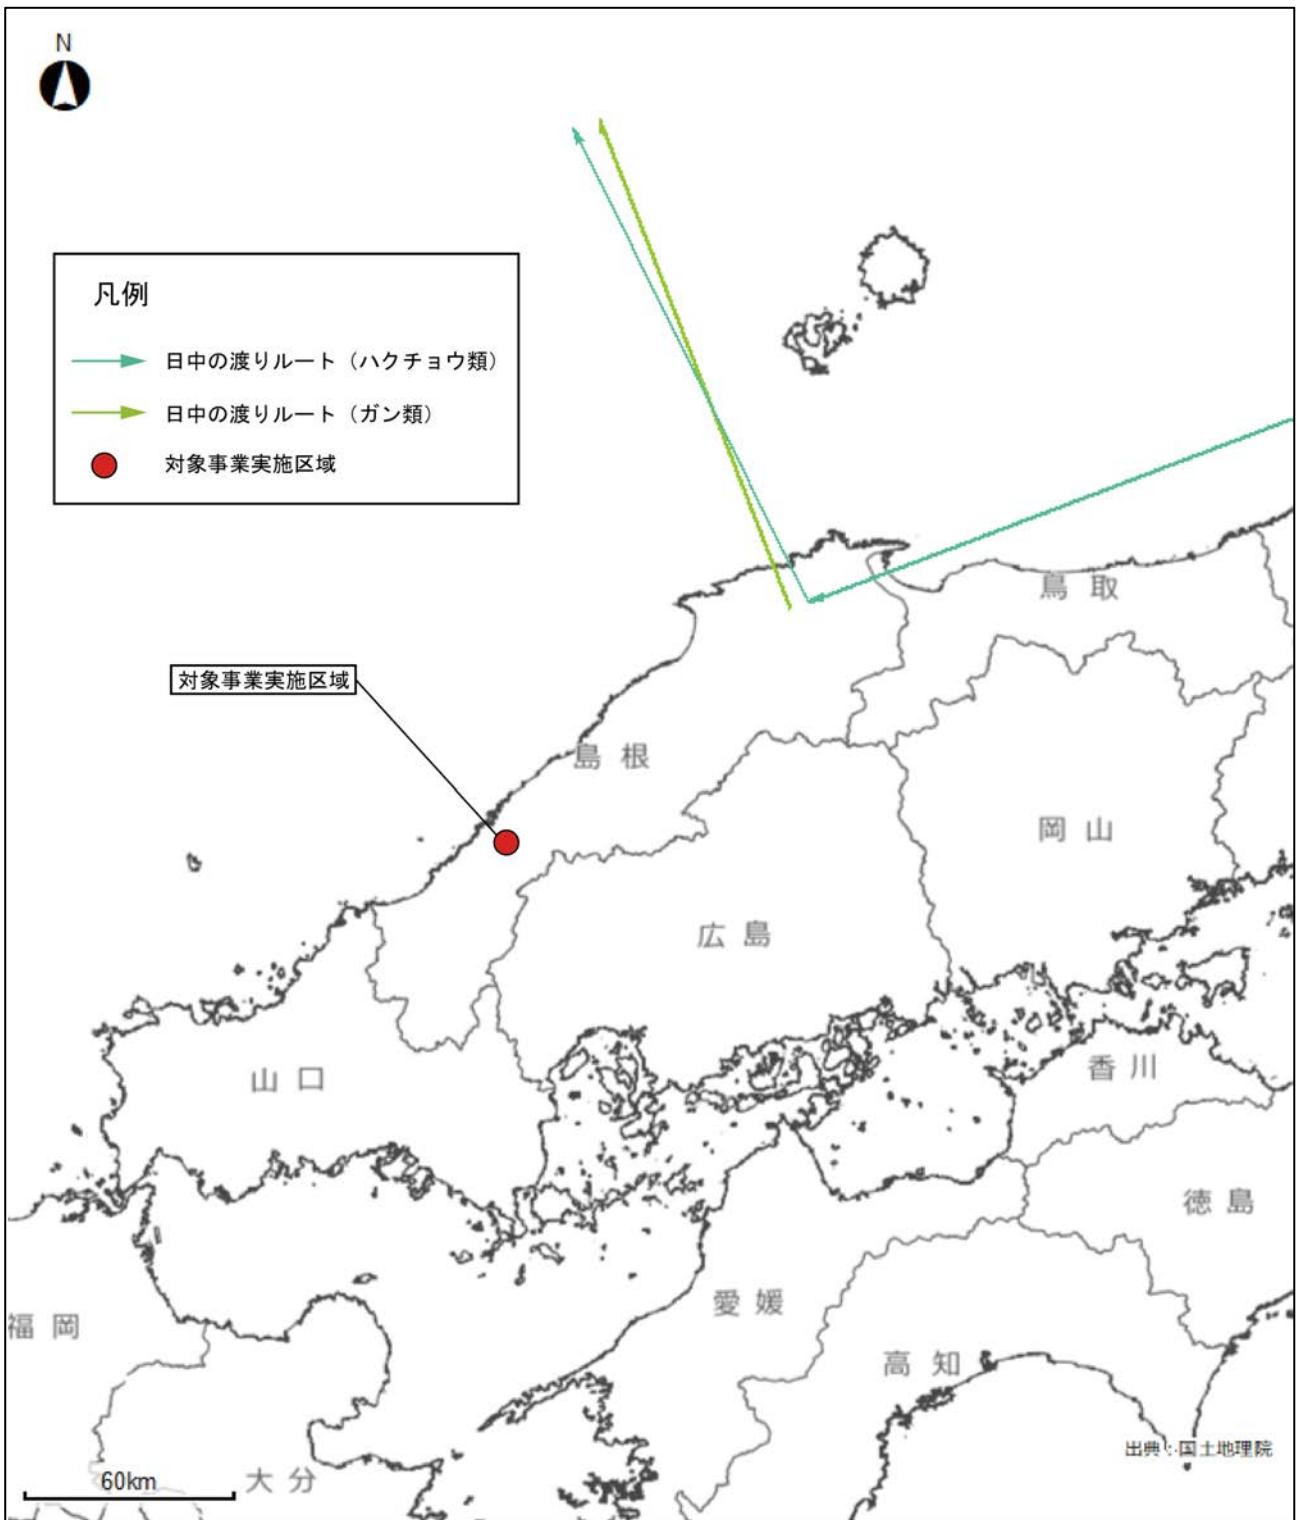 N
凡例
日中の渡りルート（ハクチョウ類）
日中の渡りルート（ガン類）
対象事業実施区域
鳥取
対象事業実施区域
島根
岡山
広島
香川
山口
徳島
愛媛
福岡
高知
出典：国土地理院
60km
大分